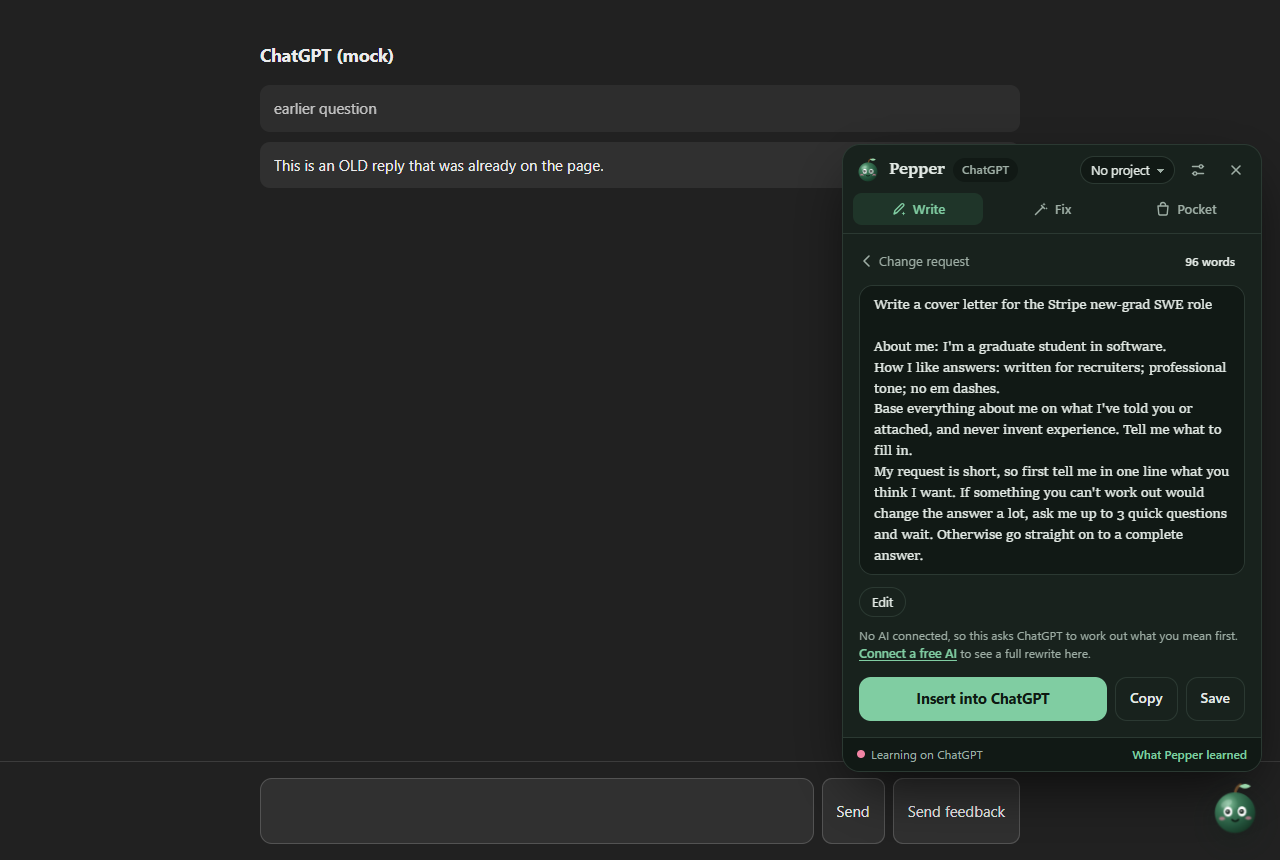 ChatGPT (mock)
earlier question
This is an OLD reply that was already on the page.
Pepper
ChatGPT
No project
Write
Fix
Pocket
Change request
96 words
Write a cover letter for the Stripe new-grad SWE role
About me: I'm a graduate student in software.
How I like answers: written for recruiters; professional
tone; no em dashes.
Base everything about me on what I've told you or
attached, and never invent experience. Tell me what to
fill in.
My request is short, so first tell me in one line what you
think I want. If something you can't work out would
change the answer a lot, ask me up to 3 quick questions
and wait. Otherwise go straight on to a complete
answer.
Edit
No AI connected, so this asks ChatGPT to work out what you mean first.
Connect a free AI to see a full rewrite here.
Insert into ChatGPT
Copy
Save
Learning on ChatGPT
What Pepper learned
Send
Send feedback